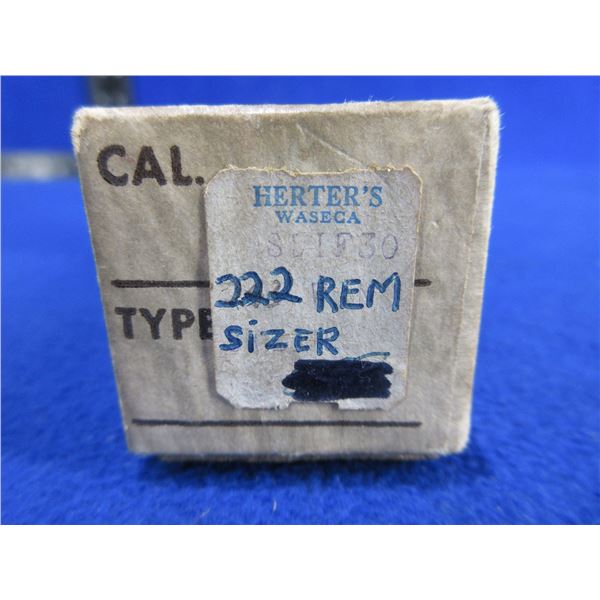 CAL.
HERTER'S
WASECA
222 REM
TYPE
SiZER